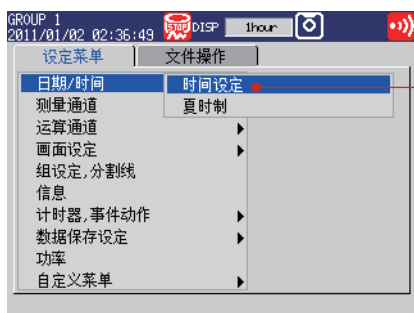 GROUP 1
2011/01/02 02:36:49 STOP DISP 1hour
设定菜单 文件操作
日期/时间 时间设定
测量通道 夏时制
运算通道
画面设定
组设定,分割线
信息
计时器,事件动作
数据保存设定
功率
自定义菜单